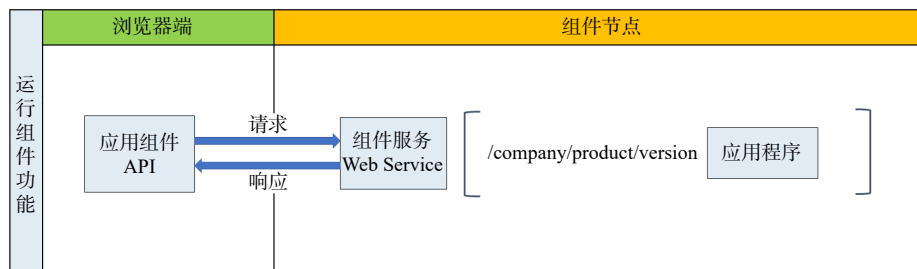 浏览器端
组件节点
运行组件功能
应用组件
API
请求
响应
组件服务
Web Service
/company/product/version
应用程序